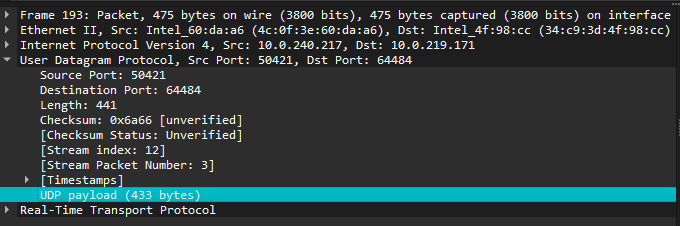 Frame 193: Packet, 475 bytes on wire (3800 bits), 475 bytes captured (3800 bits) on interface
Ethernet II, Src: Intel_60:da:a6 (4c:0f:3e:60:da:a6), Dst: Intel_4f:98:cc (34:c9:3d:4f:98:cc)
Internet Protocol Version 4, Src: 10.0.240.217, Dst: 10.0.219.171
User Datagram Protocol, Src Port: 50421, Dst Port: 64484
Source Port: 50421
Destination Port: 64484
Length: 441
Checksum: 0x6a66 [unverified]
[Checksum Status: Unverified]
[Stream index: 12]
[Stream Packet Number: 3]
[Timestamps]
UDP payload (433 bytes)
Real-Time Transport Protocol